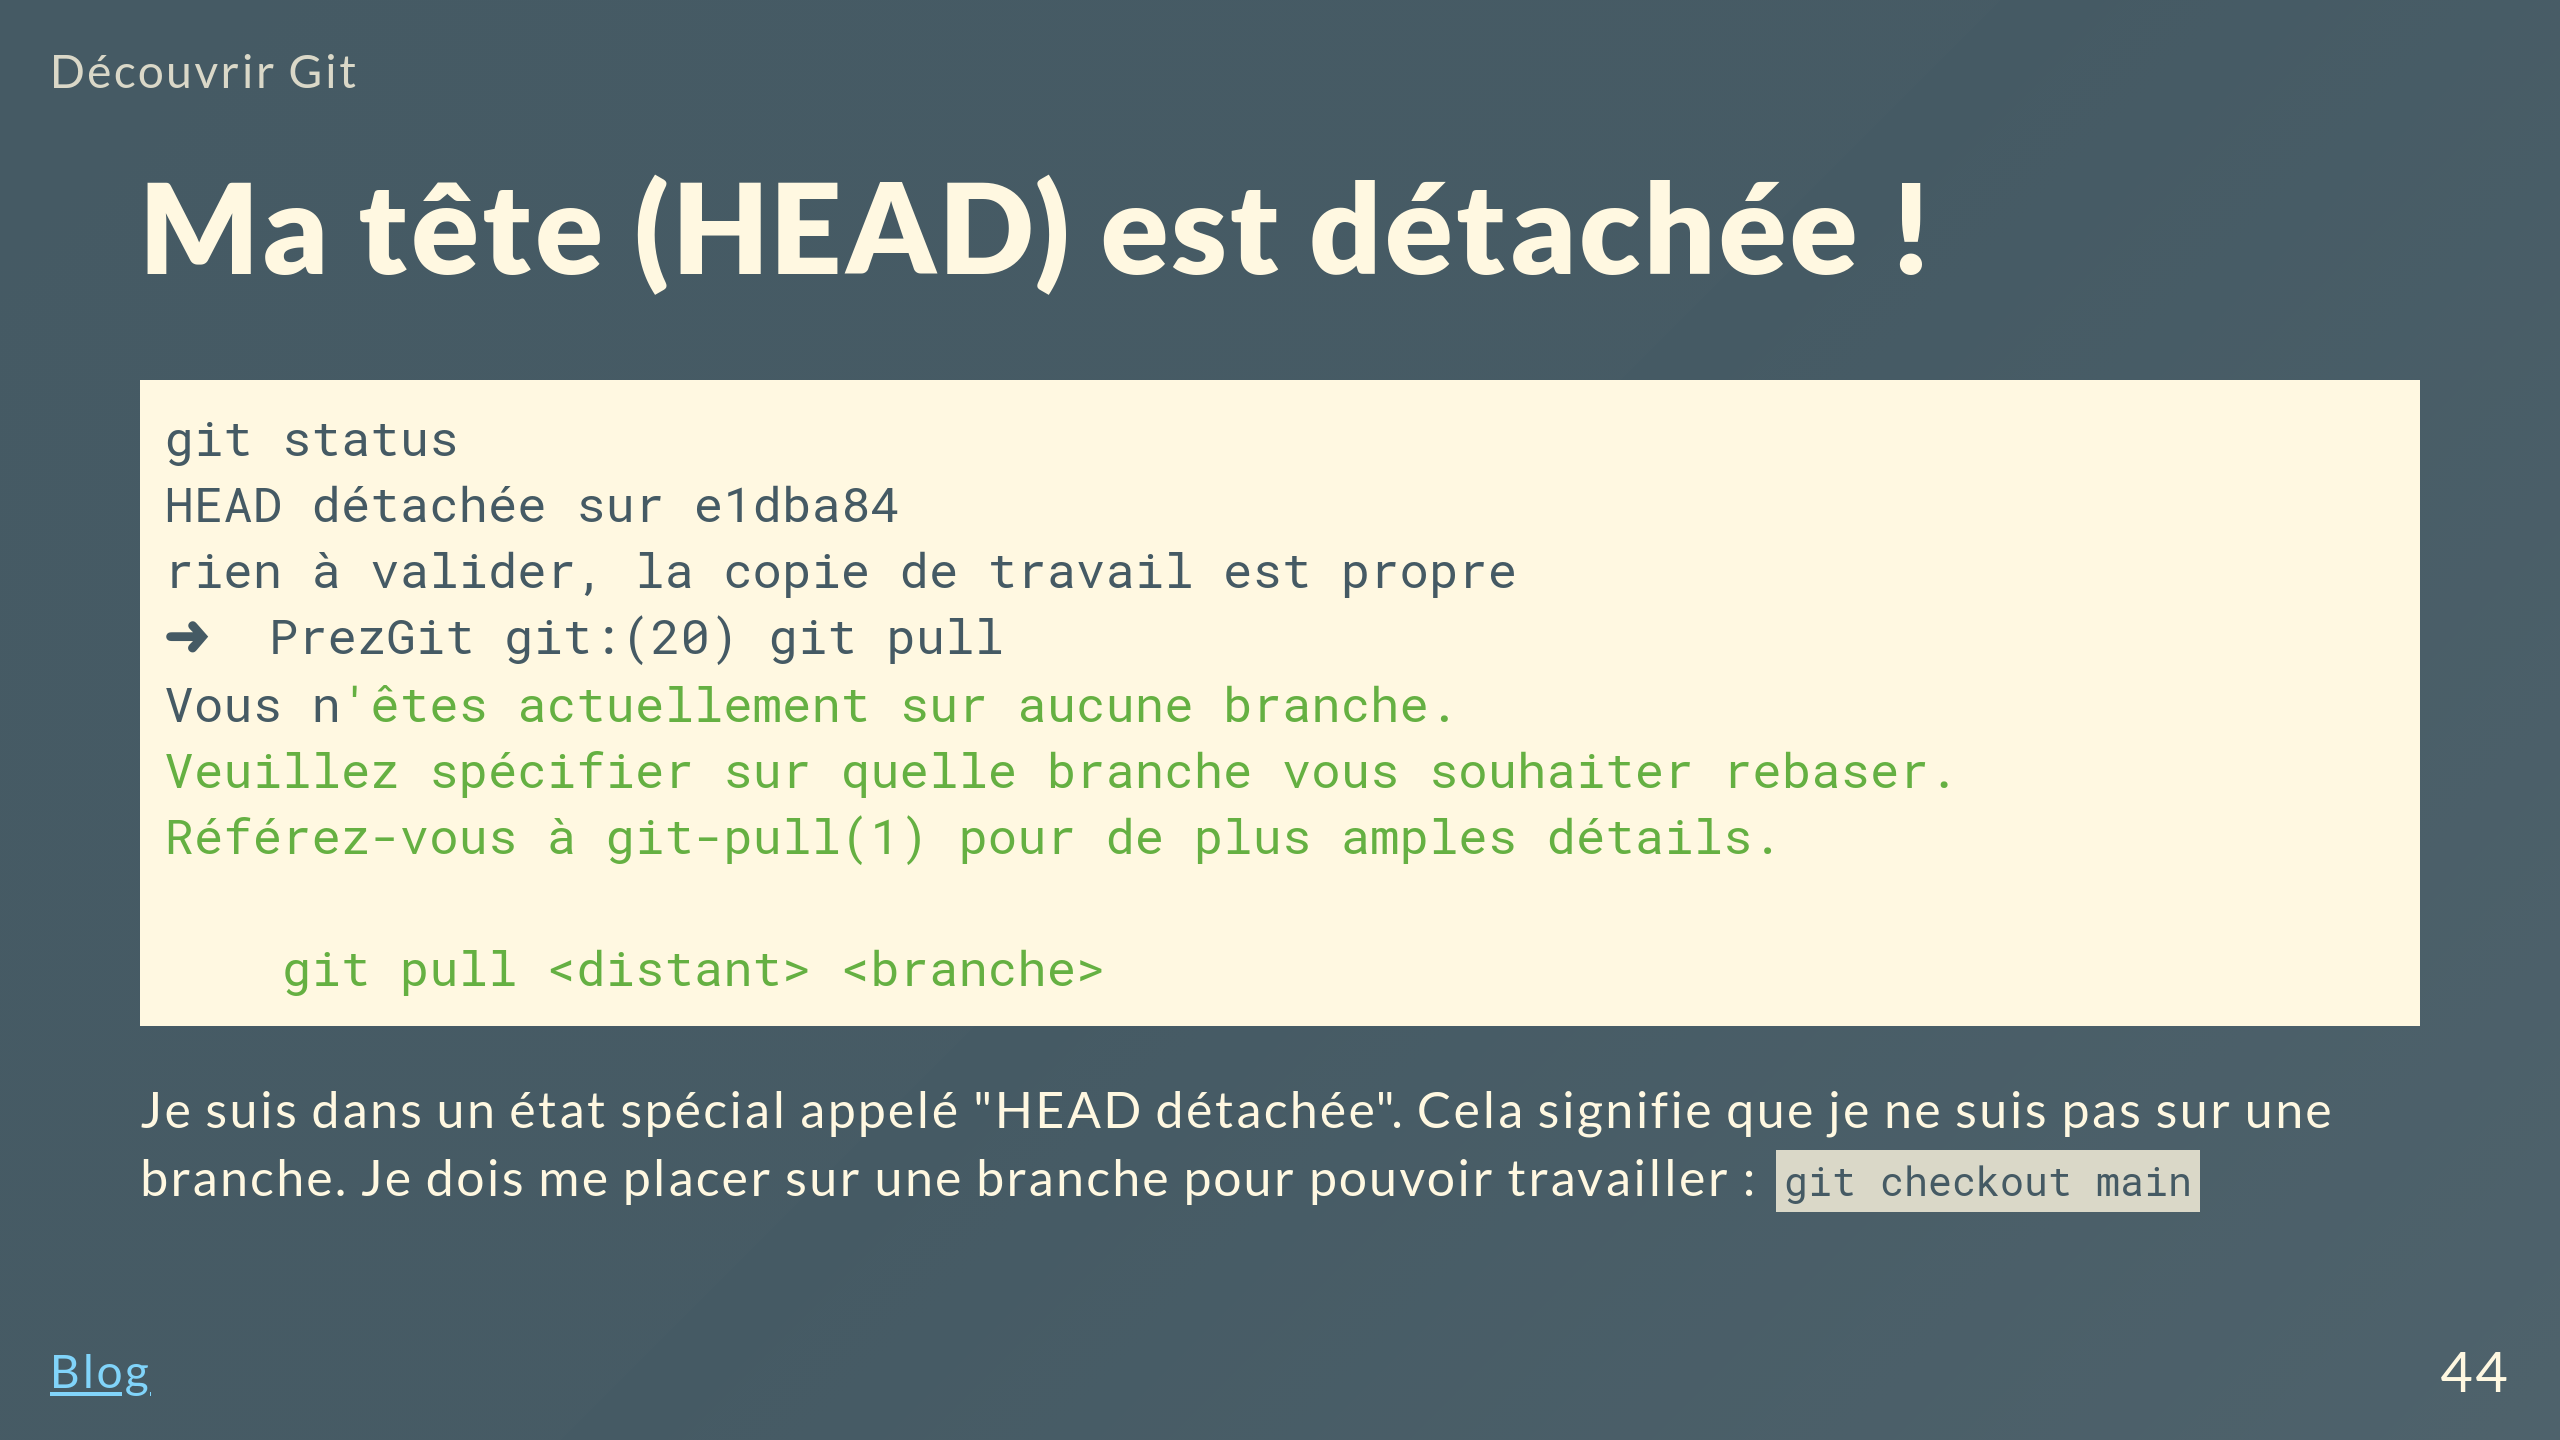 Découvrir Git
Ma tête (HEAD) est détachée !
git status
HEAD détachée sur e1dba84
rien à valider, la copie de travail est propre
➜  PrezGit git:(20) git pull
Vous n'êtes actuellement sur aucune branche.
Veuillez spécifier sur quelle branche vous souhaiter rebaser.
Référez-vous à git-pull(1) pour de plus amples détails.
    git pull <distant> <branche>
Je suis dans un état spécial appelé "HEAD détachée". Cela signifie que je ne suis pas sur une
branche. Je dois me placer sur une branche pour pouvoir travailler : git checkout main
Blog
44